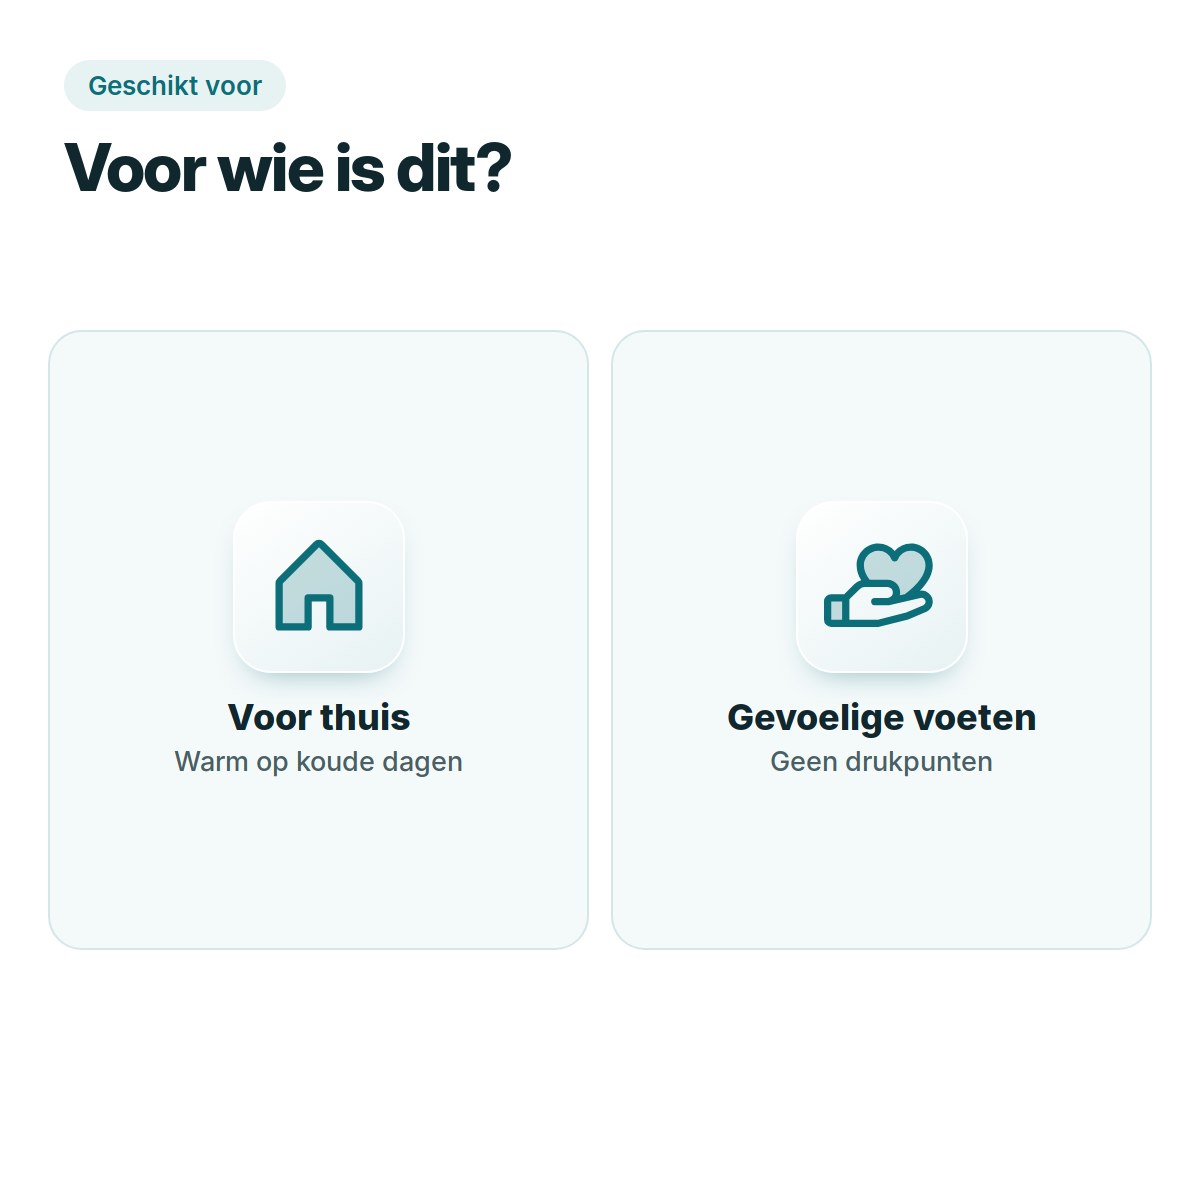 Geschikt voor
Voor wie is dit?
Voor thuis
Warm op koude dagen
Gevoelige voeten
Geen drukpunten